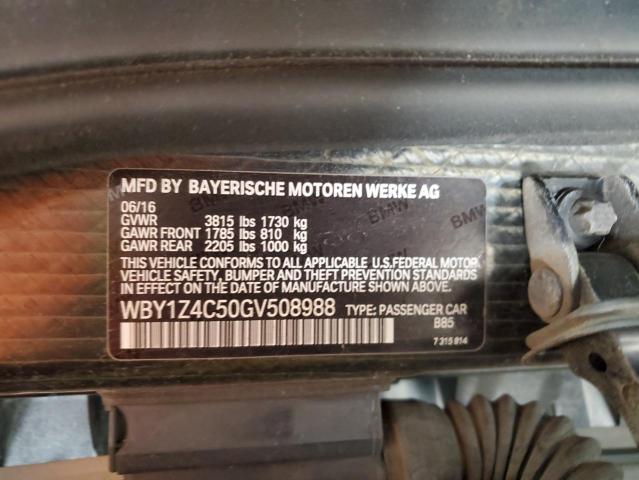 MFD BY BAYERISCHE MOTOREN WERKE AG
06/16
GVWR 3815 lbs 1730 kg
GAWR FRONT 1785 lbs 810 kg
GAWR REAR 2205 lbs 1000 kg
THIS VEHICLE CONFORMS TO ALL APPLICABLE U.S.FEDERAL MOTOR
VEHICLE SAFETY, BUMPER AND THEFT PREVENTION STANDARDS
IN EFFECT ON THE DATE OF MANUFACTURE SHOWN ABOVE.
WBY1Z4C50GV508988 TYPE: PASSENGER CAR
B85
7 315 814
BMW
BMW